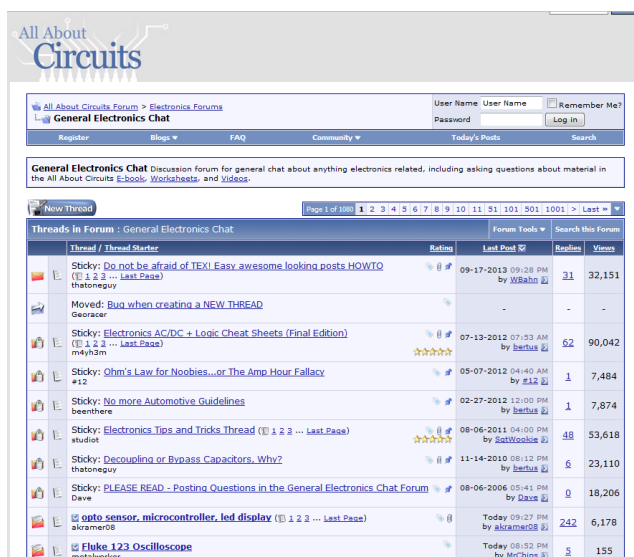 All About
Circuits
All About Circuits Forum > Electronics Forums
General Electronics Chat
User Name User Name Remember Me?
Password Log in
Register Blogs FAQ Community Today's Posts Search
General Electronics Chat Discussion forum for general chat about anything electronics related, including asking questions about material in
the All About Circuits E-book, Worksheets, and Videos.
New Thread
Page 1 of 1080 1 2 3 4 5 6 7 8 9 10 11 51 101 501 1001 > Last »
Threads in Forum : General Electronics Chat Forum Tools Search this Forum
Thread / Thread Starter Rating Last Post Replies Views
Sticky: Do not be afraid of TEX! Easy awesome looking posts HOWTO
( 1 2 3 ... Last Page)
thatoneguy
09-17-2013 09:28 PM
by WBahn
31 32,151
Moved: Bug when creating a NEW THREAD
Georacer
- - -
Sticky: Electronics AC/DC + Logic Cheat Sheets (Final Edition)
( 1 2 3 ... Last Page)
m4yh3m
07-13-2012 07:53 AM
by bertus
62 90,042
Sticky: Ohm's Law for Noobies...or The Amp Hour Fallacy
#12
05-07-2012 04:40 AM
by #12
1 7,484
Sticky: No more Automotive Guidelines
beenthere
02-27-2012 12:00 PM
by bertus
1 7,874
Sticky: Electronics Tips and Tricks Thread ( 1 2 3 ... Last Page)
studiot
08-06-2011 04:00 PM
by SgtWookie
48 53,618
Sticky: Decoupling or Bypass Capacitors, Why?
thatoneguy
11-14-2010 08:12 PM
by bertus
6 23,110
Sticky: PLEASE READ - Posting Questions in the General Electronics Chat Forum
Dave
08-06-2006 05:41 PM
by Dave
0 18,206
opto sensor, microcontroller, led display ( 1 2 3 ... Last Page)
akramer08
Today 09:27 PM
by akramer08
242 6,178
Fluke 123 Oscilloscope
metalworker
Today 08:52 PM
by MrChips
5 155